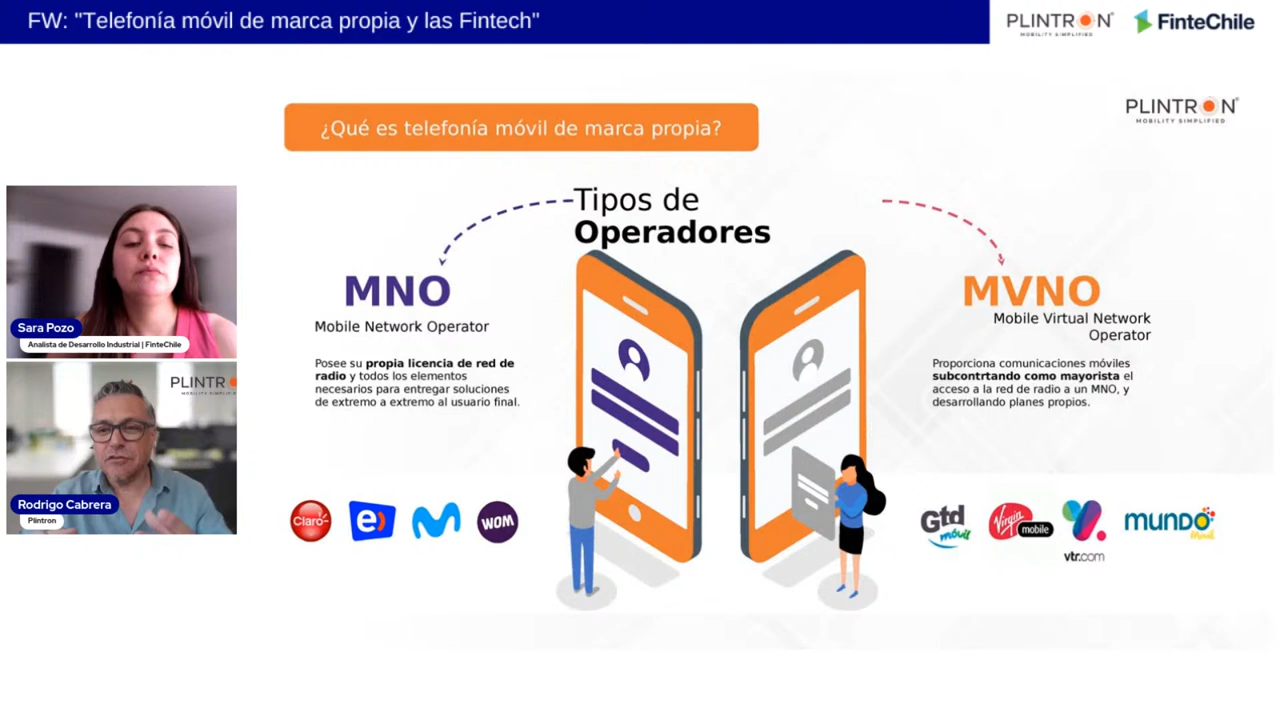 FW: "Telefonía móvil de marca propia y las Fintech"
PLINTRON
MOBILITY SIMPLIFIED
FinteChile
¿Qué es telefonía móvil de marca propia?
PLINTRON
MOBILITY SIMPLIFIED
Tipos de
Operadores
MNO
Mobile Network Operator
Posee su propia licencia de red de
radio y todos los elementos
necesarios para entregar soluciones
de extremo a extremo al usuario final.
Claro
e)
WOM
MVNO
Mobile Virtual Network
Operator
Proporciona comunicaciones móviles
subcontrtando como mayorista el
acceso a la red de radio a un MNO, y
desarrollando planes propios.
Gtd
móvil
Virgin
mobile
vtr.com
mundo
Móvil
Sara Pozo
Analista de Desarrollo Industrial | FinteChile
PLINTR
Rodrigo Cabrera
Plintron